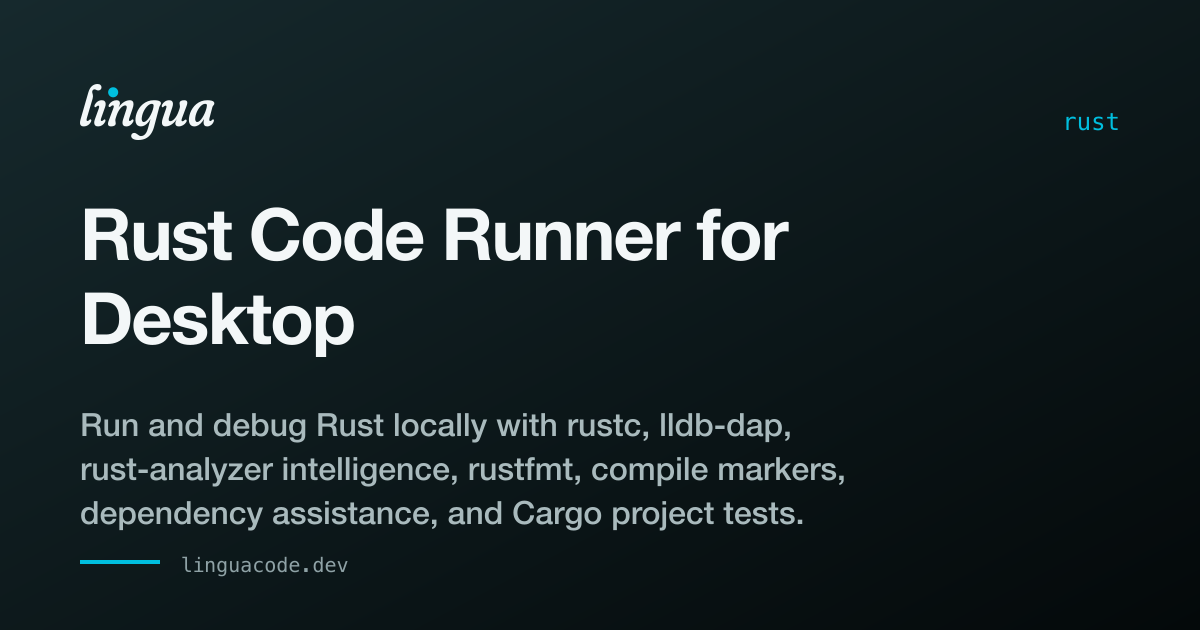 lingua
rust
Rust Code Runner for
Desktop
Run and debug Rust locally with rustc, lldb-dap,
rust-analyzer intelligence, rustfmt, compile markers,
dependency assistance, and Cargo project tests.
linguacode.dev